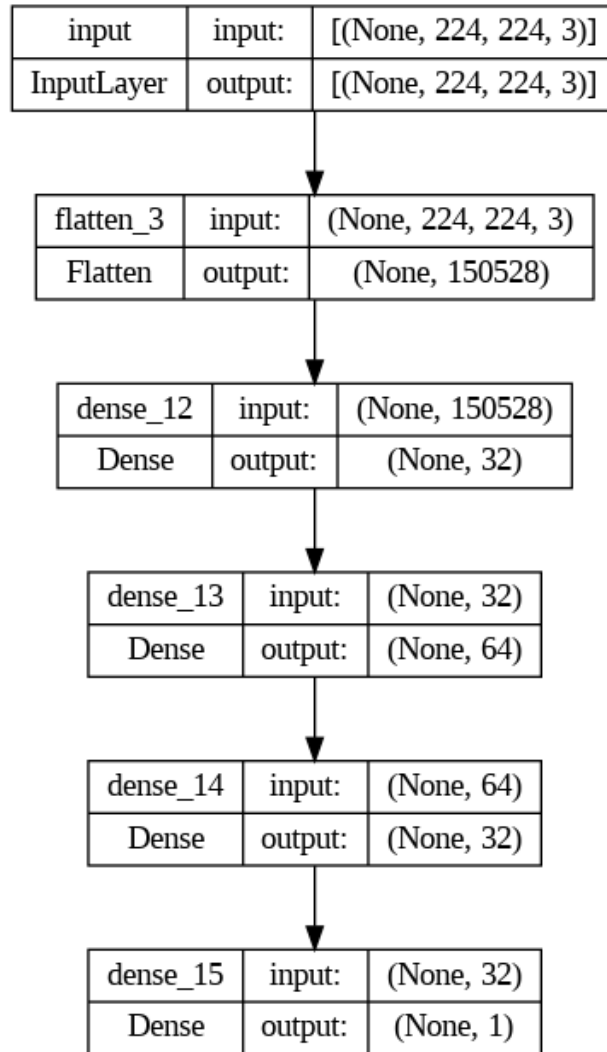 input input: [(None, 224, 224, 3)]
InputLayer output: [(None, 224, 224, 3)]
flatten_3 input: (None, 224, 224, 3)
Flatten output: (None, 150528)
dense_12 input: (None, 150528)
Dense output: (None, 32)
dense_13 input: (None, 32)
Dense output: (None, 64)
dense_14 input: (None, 64)
Dense output: (None, 32)
dense_15 input: (None, 32)
Dense output: (None, 1)